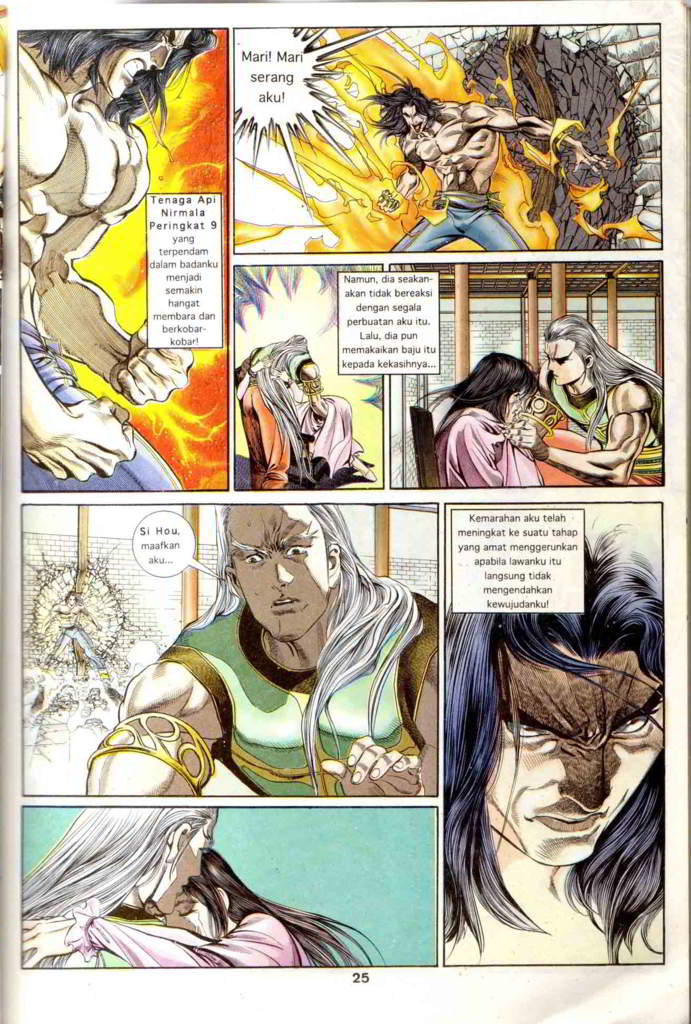 Tenaga Api
Nirmala
Peringkat 9
yang
terpendam
dalam badanku
menjadi
semakin
hangat
membara dan
berkobar-
kobar!
Mari! Mari
serang
aku!
Namun, dia seakan-
akan tidak bereaksi
dengan segala
perbuatan aku itu.
Lalu, dia pun
memakaikan baju itu
kepada kekasihnya...
Si Hou,
maafkan
aku...
Kemarahan aku telah
meningkat ke suatu tahap
yang amat menggerunkan
apabila lawanku itu
langsung tidak
mengendahkan
kewujudanku!
25